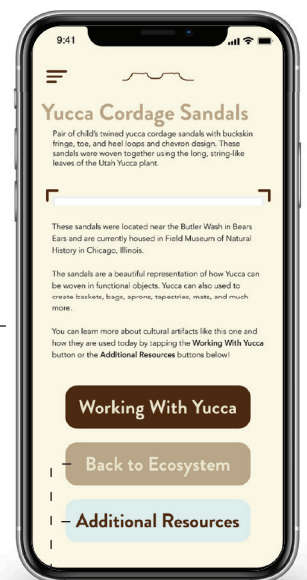 9:41
Yucca Cordage Sandals
Pair of child's twined yucca cordage sandals with buckskin
fringe, toe, and heel loops and chevron design. These
sandals were woven together using the long, string-like
leaves of the Utah Yucca plant.
These sandals were located near the Butler Wash in Bears
Ears and are currently housed in Field Museum of Natural
History in Chicago, Illinois.
The sandals are a beautiful representation of how Yucca can
be woven in functional objects. Yucca can also used to
create baskets, bags, aprons, tapestries, mats, and much
more.
You can learn more about cultural artifacts like this one and
how they are used today by tapping the Working With Yucca
button or the Additional Resources buttons below!
Working With Yucca
Back to Ecosystem
Additional Resources